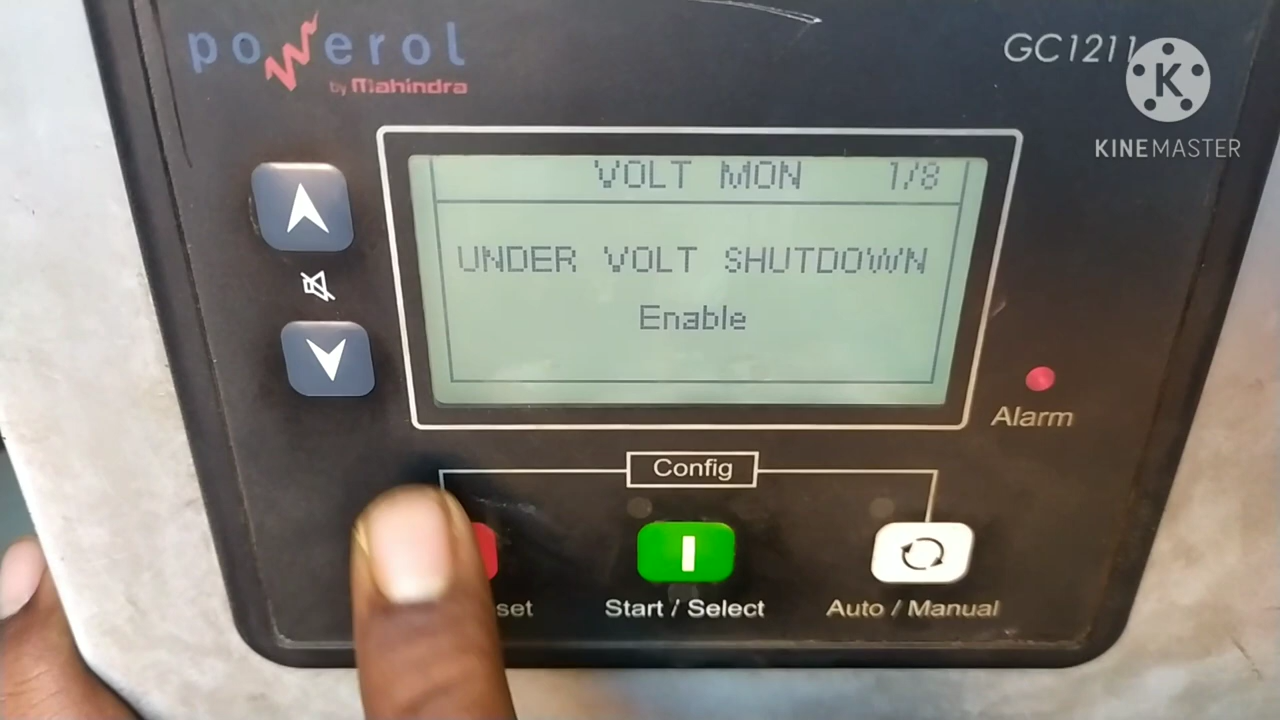 powerol
by Mahindra
GC1211
K
KINEMASTER
VOLT MON 1/8
UNDER VOLT SHUTDOWN
Enable
Alarm
Config
set
Start / Select
Auto / Manual